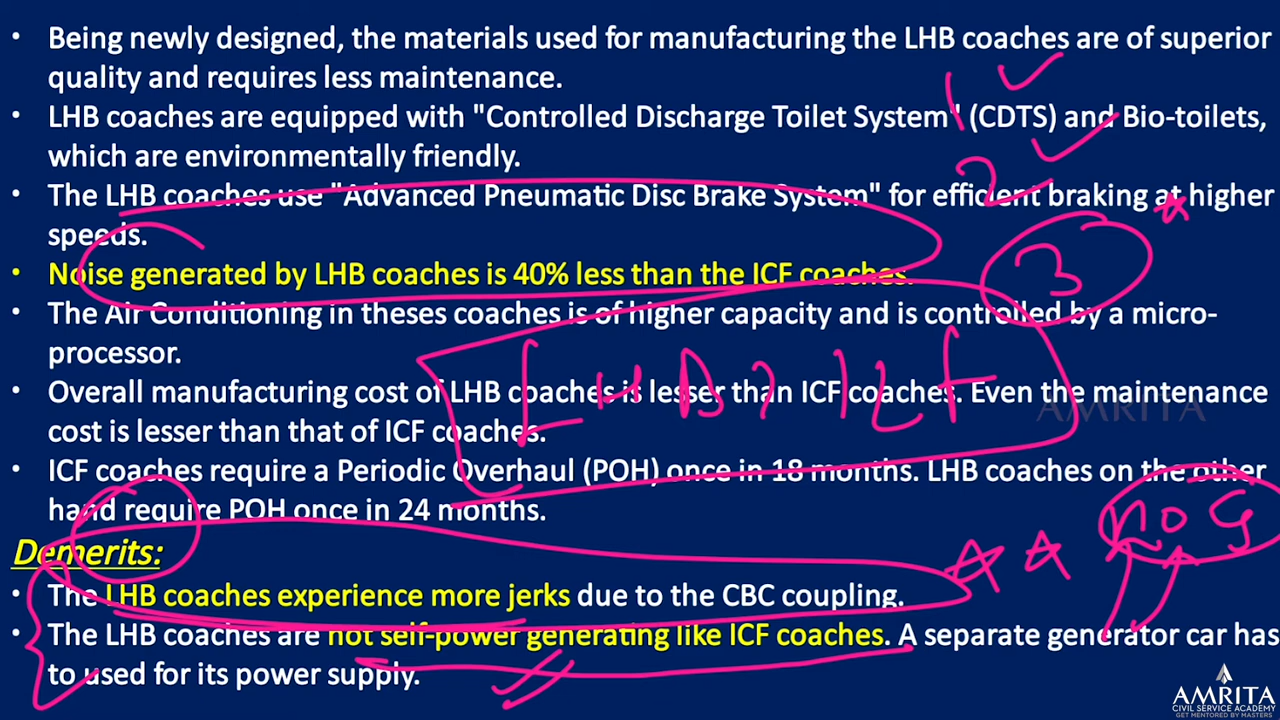 • Being newly designed, the materials used for manufacturing the LHB coaches are of superior
quality and requires less maintenance.
• LHB coaches are equipped with "Controlled Discharge Toilet System" (CDTS) and Bio-toilets,
which are environmentally friendly.
• The LHB coaches use "Advanced Pneumatic Disc Brake System" for efficient braking at higher
speeds.
• Noise generated by LHB coaches is 40% less than the ICF coaches.
• The Air Conditioning in theses coaches is of higher capacity and is controlled by a micro-
processor.
• Overall manufacturing cost of LHB coaches is lesser than ICF coaches. Even the maintenance
cost is lesser than that of ICF coaches.
• ICF coaches require a Periodic Overhaul (POH) once in 18 months. LHB coaches on the other
hand require POH once in 24 months.
Demerits:
• The LHB coaches experience more jerks due to the CBC coupling.
• The LHB coaches are not self-power generating like ICF coaches. A separate generator car has
to used for its power supply.
1
2
3
LHB > ICF
no G
AMRITA
AMRITA
CIVIL SERVICE ACADEMY
GET MENTORED BY MASTERS